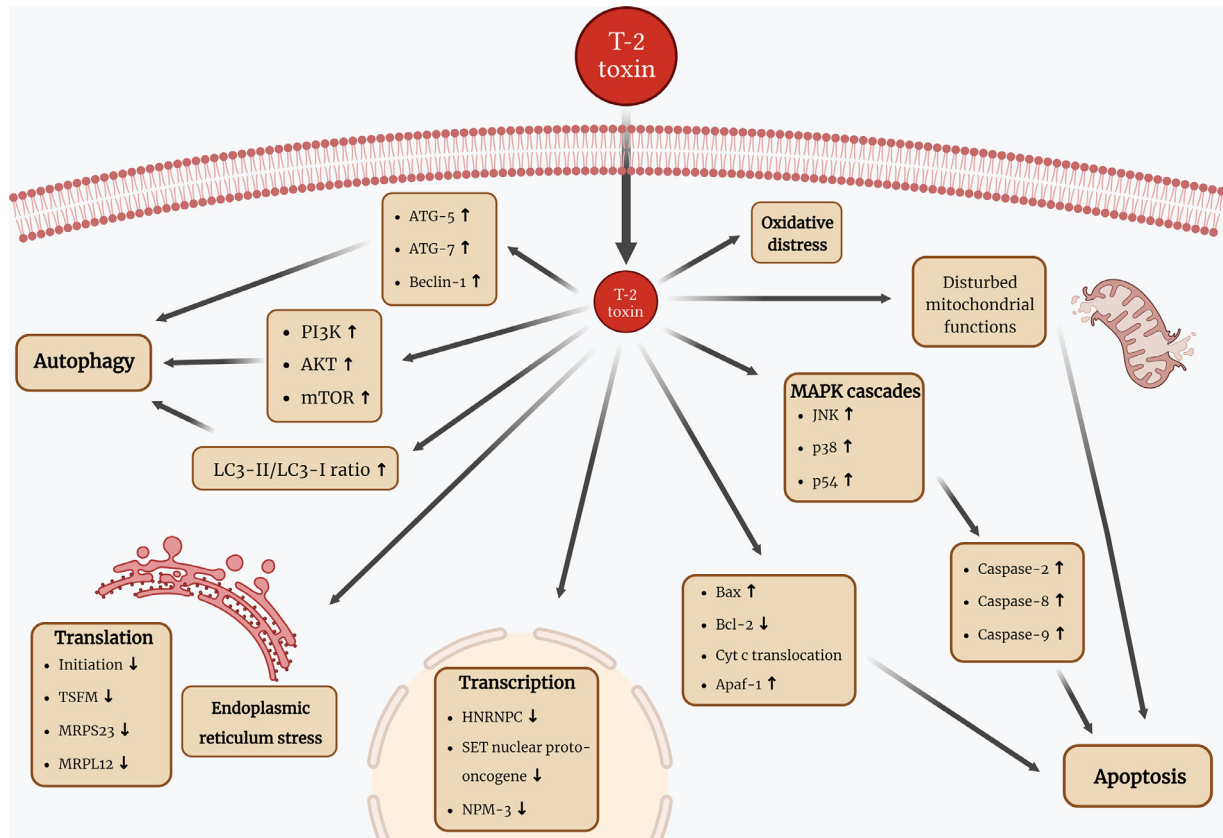 T-2
toxin
• ATG-5 ↑
• ATG-7 ↑
• Beclin-1 ↑
Oxidative
distress
T-2
toxin
Disturbed
mitochondrial
functions
• PI3K ↑
• AKT ↑
• mTOR ↑
Autophagy
MAPK cascades
• JNK ↑
• p38 ↑
• p54 ↑
LC3-II/LC3-I ratio ↑
• Caspase-2 ↑
• Caspase-8 ↑
• Caspase-9 ↑
• Bax ↑
• Bcl-2 ↓
• Cyt c translocation
• Apaf-1 ↑
Translation
• Initiation ↓
• TSFM ↓
• MRPS23 ↓
• MRPL12 ↓
Endoplasmic
reticulum stress
Transcription
• HNRNPC ↓
• SET nuclear proto-
oncogene ↓
• NPM-3 ↓
Apoptosis